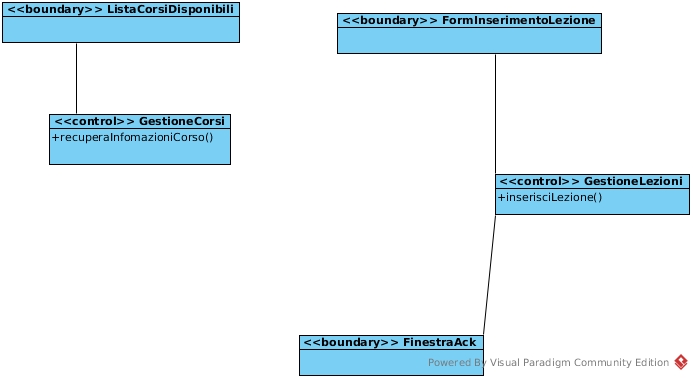 <<boundary>> ListaCorsiDisponibili
<<boundary>> FormInserimentoLezione
<<control>> GestioneCorsi
+recuperaInfomazioniCorso()
<<control>> GestioneLezioni
+inserisciLezione()
<<boundary>> FinestraAck
Powered By Visual Paradigm Community Edition